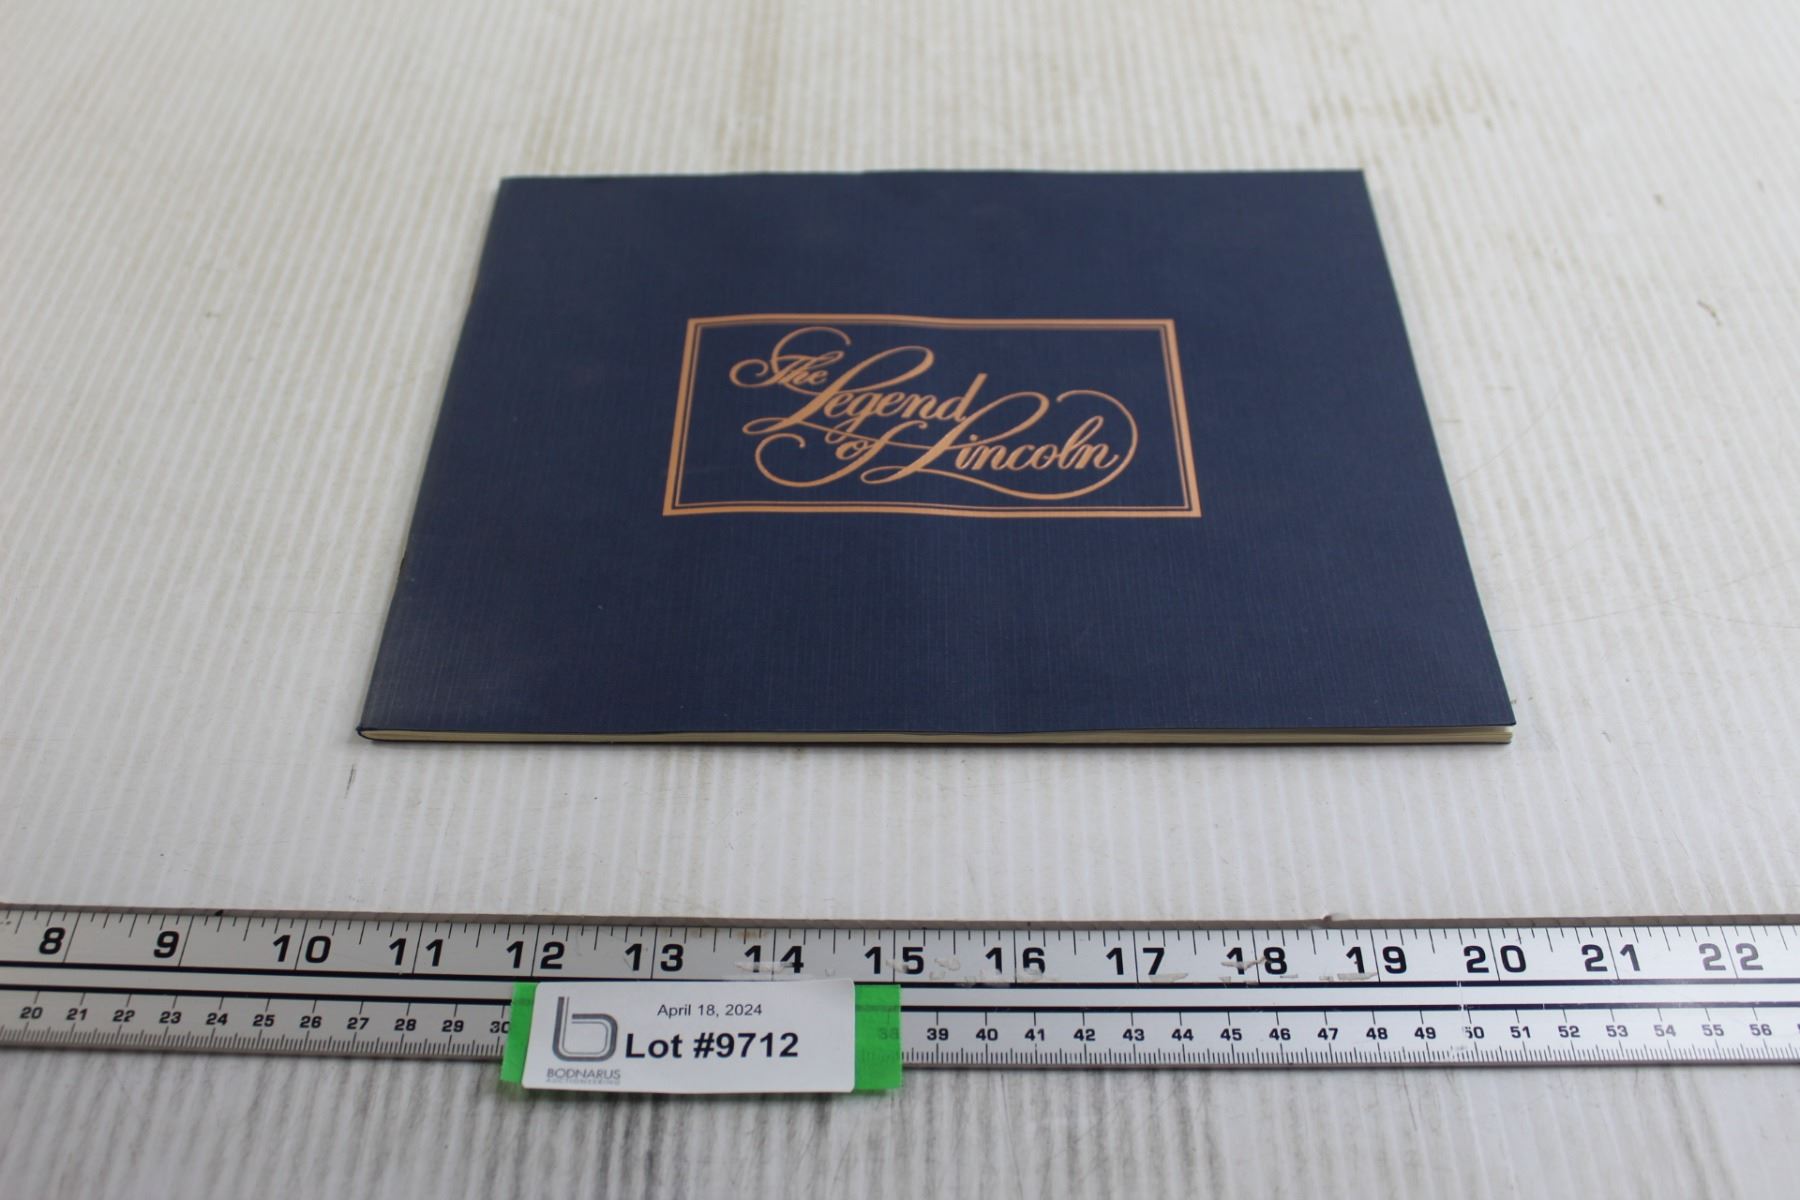 The
Legend
of Lincoln
8 9 10 11 12 13 14 15 16 17 18 19 20 21 22
20 21 22 23 24 25 26 27 28 29 30 38 39 40 41 42 43 44 45 46 47 48 49 50 51 52 53 54 55 56
April 18, 2024
Lot #9712
BODNARUS
AUCTIONEERING